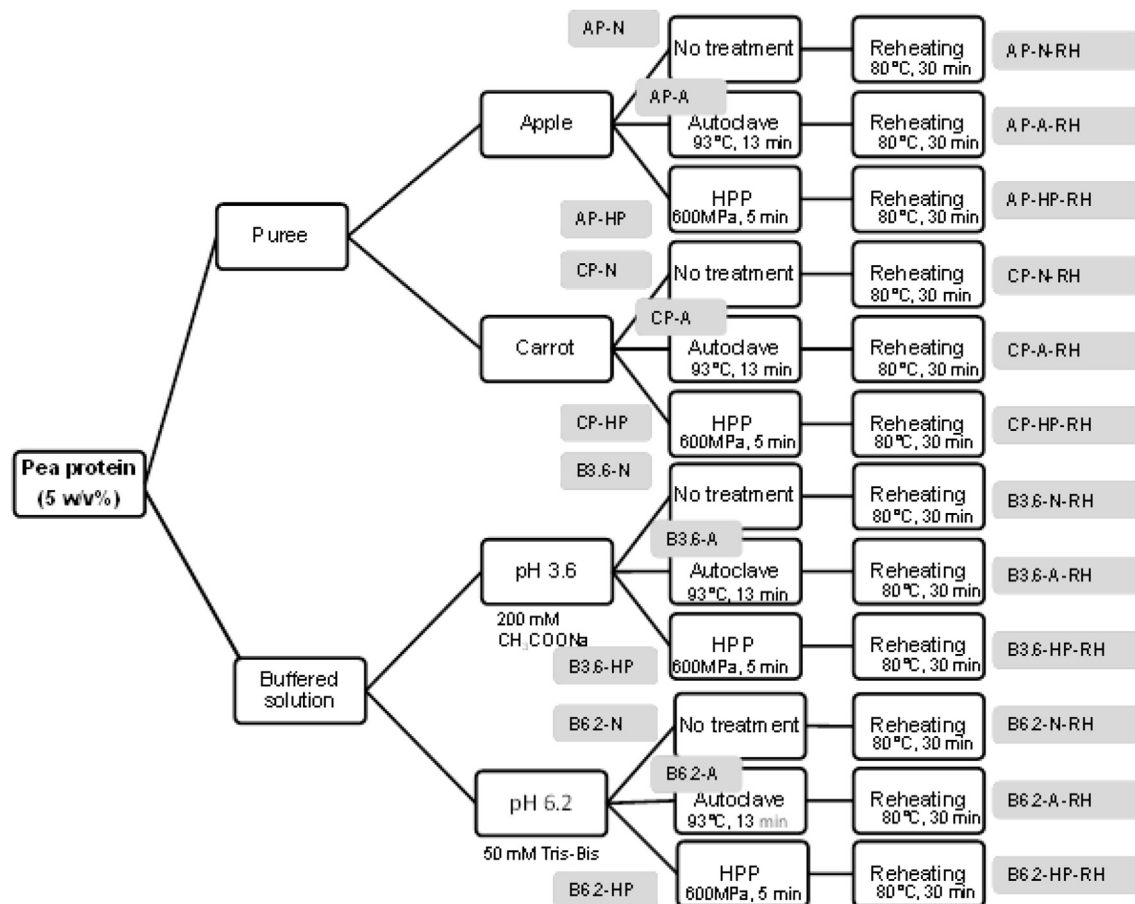 AP-N
No treatment
Reheating
80°C, 30 min
AP-N-RH
AP-A
Apple
Autoclave
93°C, 13 min
Reheating
80°C, 30 min
AP-A-RH
HPP
600MPa, 5 min
Reheating
80°C, 30 min
AP-HP-RH
AP-HP
Puree
CP-N
No treatment
Reheating
80°C, 30 min
CP-N-RH
CP-A
Carrot
Autoclave
93°C, 13 min
Reheating
80°C, 30 min
CP-A-RH
CP-HP
HPP
600MPa, 5 min
Reheating
80°C, 30 min
CP-HP-RH
Pea protein
(5 w/v%)
B3.6-N
No treatment
Reheating
80°C, 30 min
B3.6-N-RH
B3.6-A
pH 3.6
200 mM
CH₃COONa
Autoclave
93°C, 13 min
Reheating
80°C, 30 min
B3.6-A-RH
HPP
600MPa, 5 min
Reheating
80°C, 30 min
B3.6-HP-RH
B3.6-HP
Buffered
solution
B6.2-N
No treatment
Reheating
80°C, 30 min
B6.2-N-RH
B6.2-A
pH 6.2
50 mM Tris-Bis
Autoclave
93°C, 13 min
Reheating
80°C, 30 min
B6.2-A-RH
B6.2-HP
HPP
600MPa, 5 min
Reheating
80°C, 30 min
B6.2-HP-RH